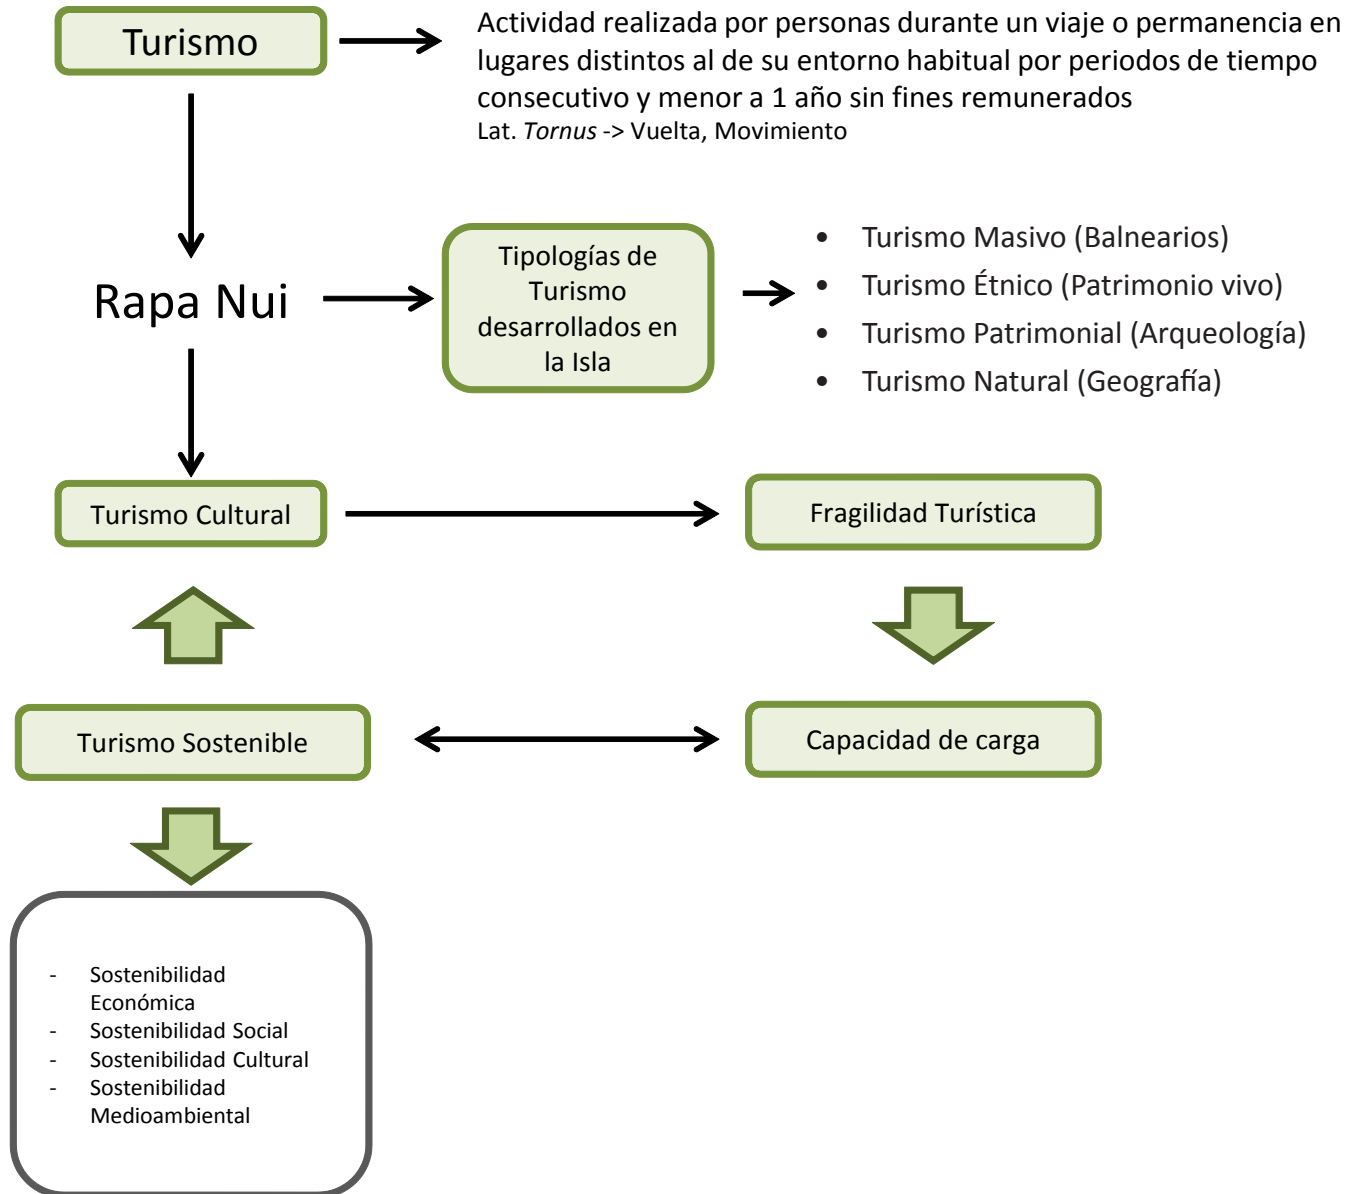 Turismo
Actividad realizada por personas durante un viaje o permanencia en
lugares distintos al de su entorno habitual por periodos de tiempo
consecutivo y menor a 1 año sin fines remunerados
Lat. Tornus -> Vuelta, Movimiento
Rapa Nui
Tipologías de
Turismo
desarrollados en
la Isla
• Turismo Masivo (Balnearios)
• Turismo Étnico (Patrimonio vivo)
• Turismo Patrimonial (Arqueología)
• Turismo Natural (Geografía)
Turismo Cultural
Fragilidad Turística
Turismo Sostenible
Capacidad de carga
- Sostenibilidad
Económica
- Sostenibilidad Social
- Sostenibilidad Cultural
- Sostenibilidad
Medioambiental